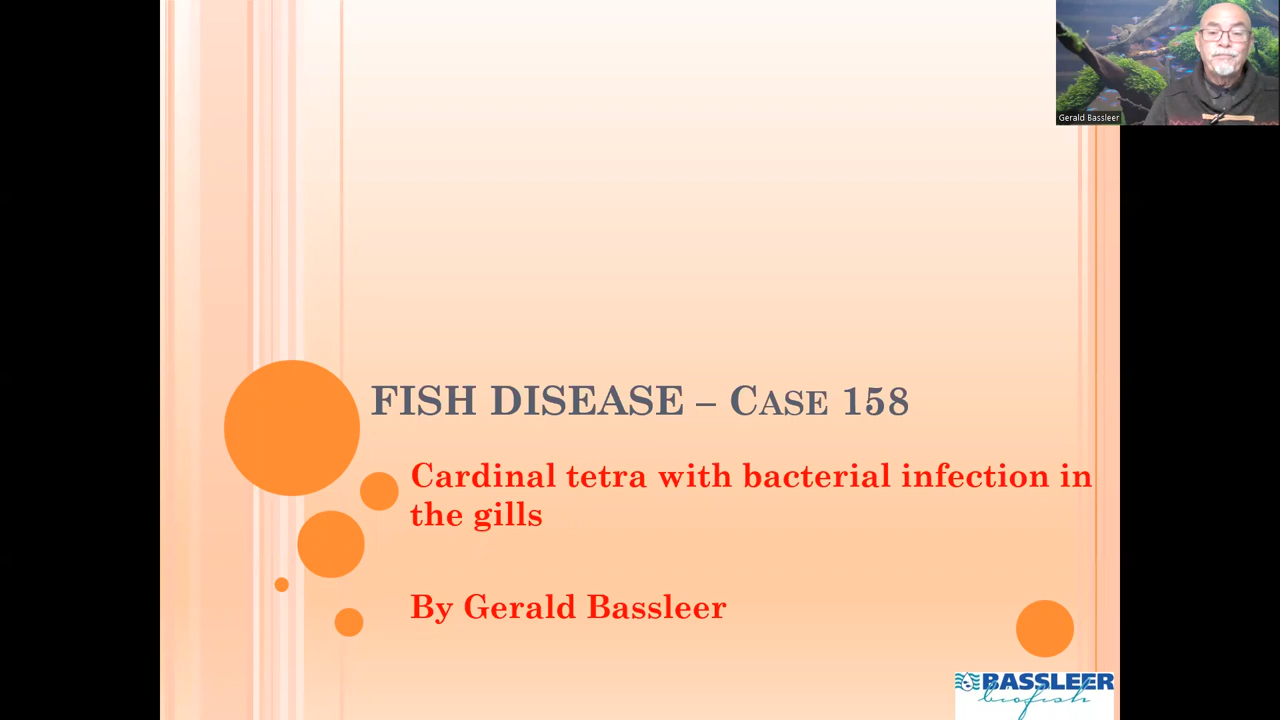 Gerald Bassleer
FISH DISEASE – CASE 158
Cardinal tetra with bacterial infection in
the gills
By Gerald Bassleer
BASSLEER
biofish